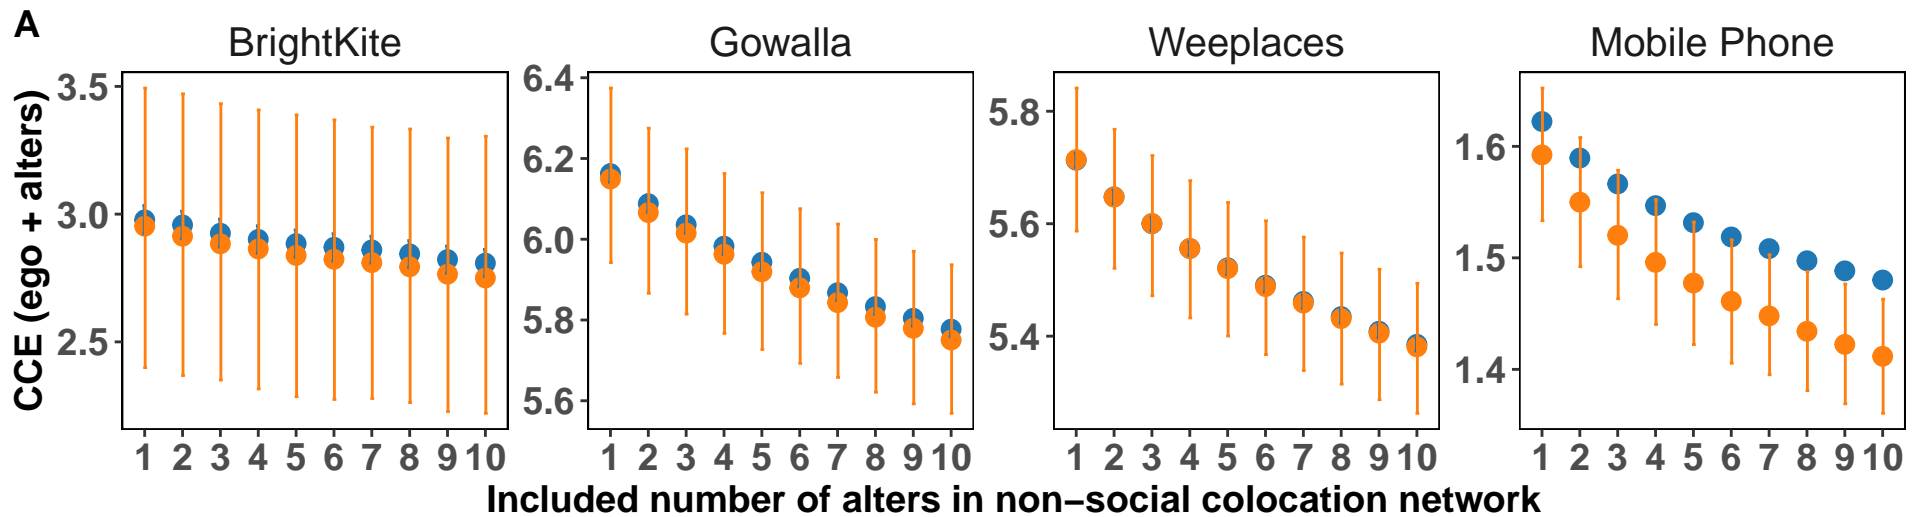 A
BrightKite
Gowalla
Weeplaces
Mobile Phone
CCE (ego + alters)
3.5
3.0
2.5
6.4
6.2
6.0
5.8
5.6
5.8
5.6
5.4
1.6
1.5
1.4
1 2 3 4 5 6 7 8 9 10
1 2 3 4 5 6 7 8 9 10
1 2 3 4 5 6 7 8 9 10
1 2 3 4 5 6 7 8 9 10
Included number of alters in non−social colocation network